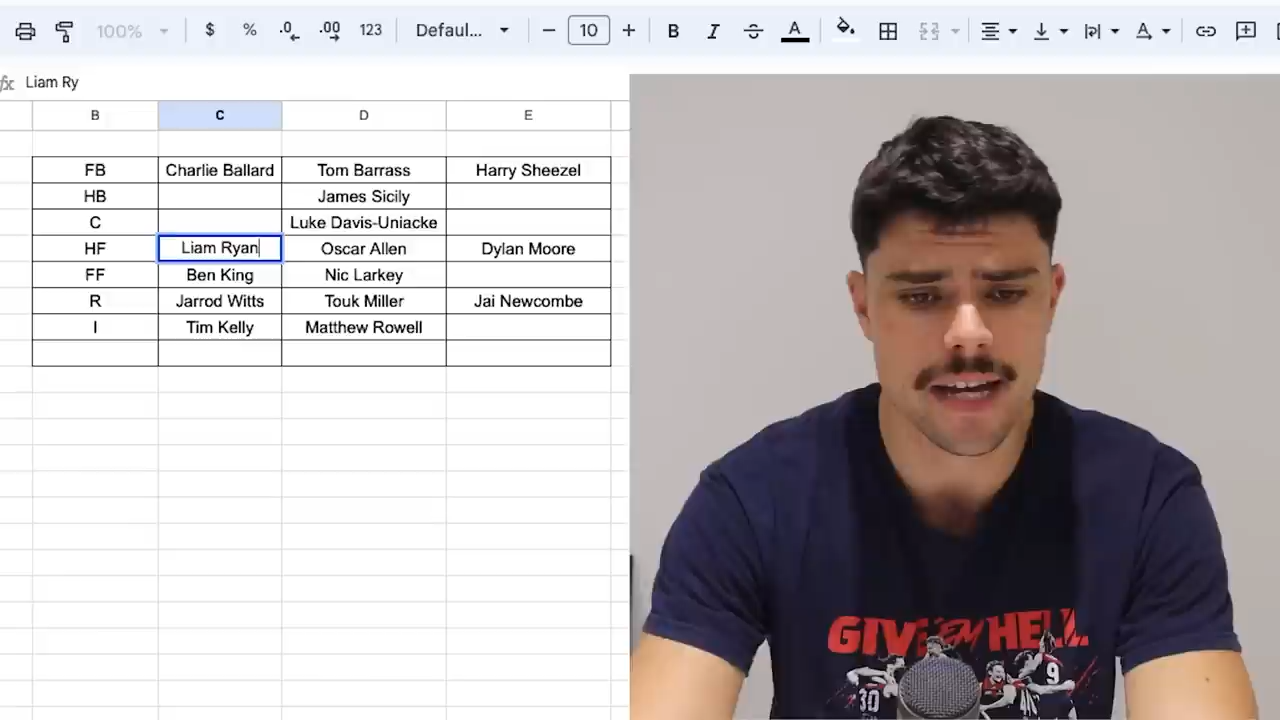 100% $ % .0 .00 123 Defaul... 10 B I A A
fx Liam Ry
B C D E
FB Charlie Ballard Tom Barrass Harry Sheezel
HB James Sicily
C Luke Davis-Uniacke
HF Liam Ryan Oscar Allen Dylan Moore
FF Ben King Nic Larkey
R Jarrod Witts Touk Miller Jai Newcombe
I Tim Kelly Matthew Rowell
GIVE 'EM HELL
30 9